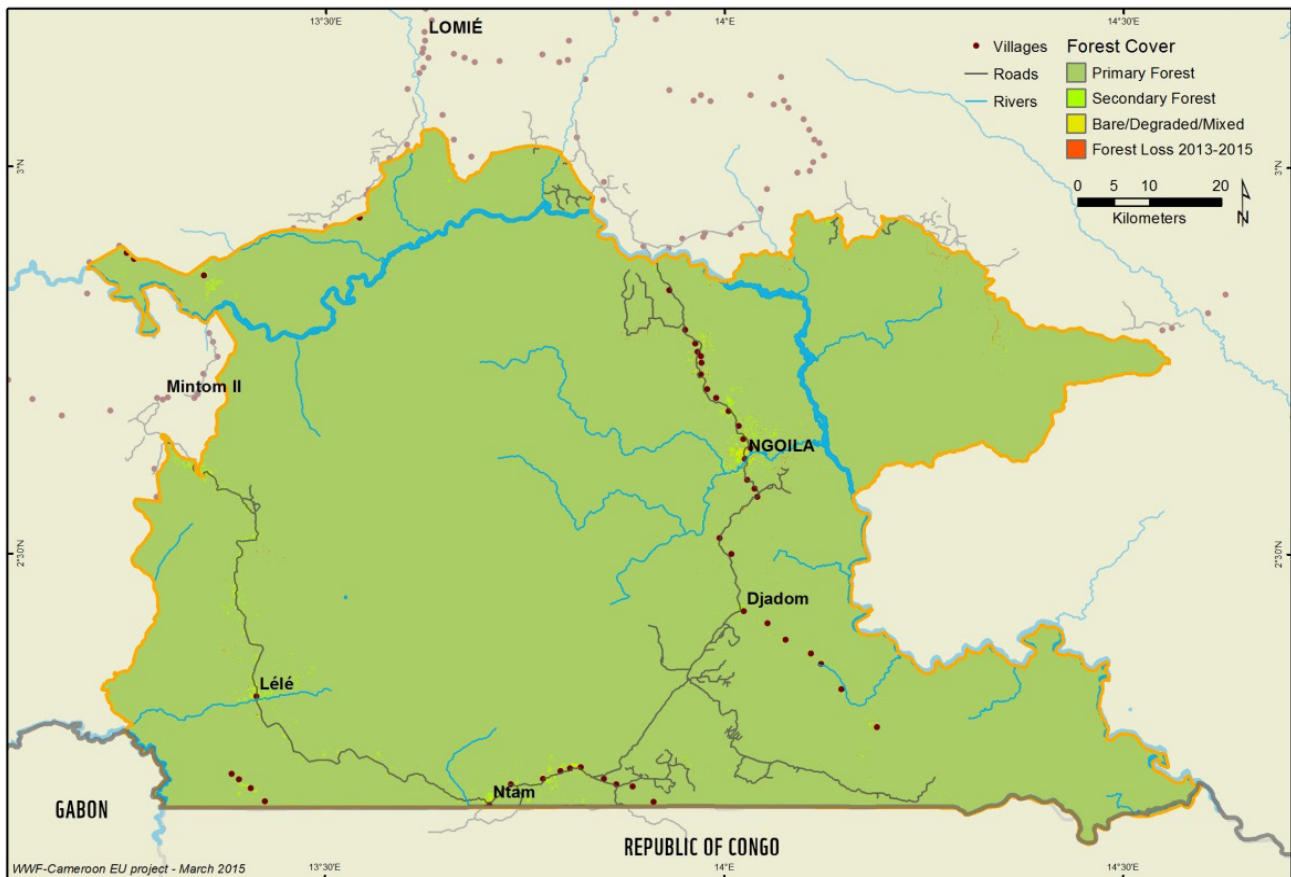 13°30'E
14°E
14°30'E
LOMIÉ
Villages
Roads
Rivers
Forest Cover
Primary Forest
Secondary Forest
Bare/Degraded/Mixed
Forest Loss 2013-2015
0 5 10 20
Kilometers
N
3°N
3°N
Mintom II
NGOILA
2°30'N
2°30'N
Djadom
Lélé
Ntam
GABON
REPUBLIC OF CONGO
WWF-Cameroon EU project - March 2015
13°30'E
14°E
14°30'E